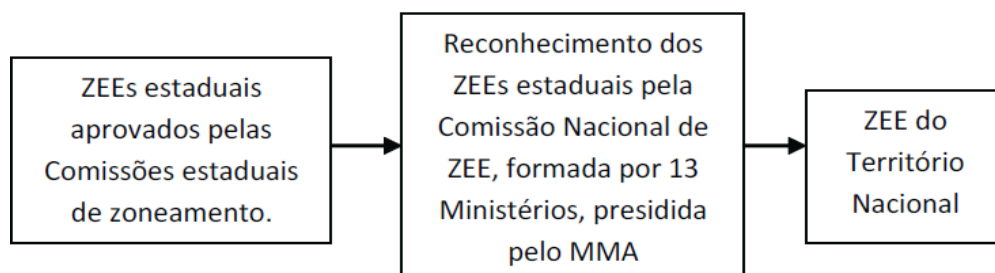 ZEEs estaduais
aprovados pelas
Comissões estaduais
de zoneamento.
Reconhecimento dos
ZEEs estaduais pela
Comissão Nacional de
ZEE, formada por 13
Ministérios, presidida
pelo MMA
ZEE do
Território
Nacional